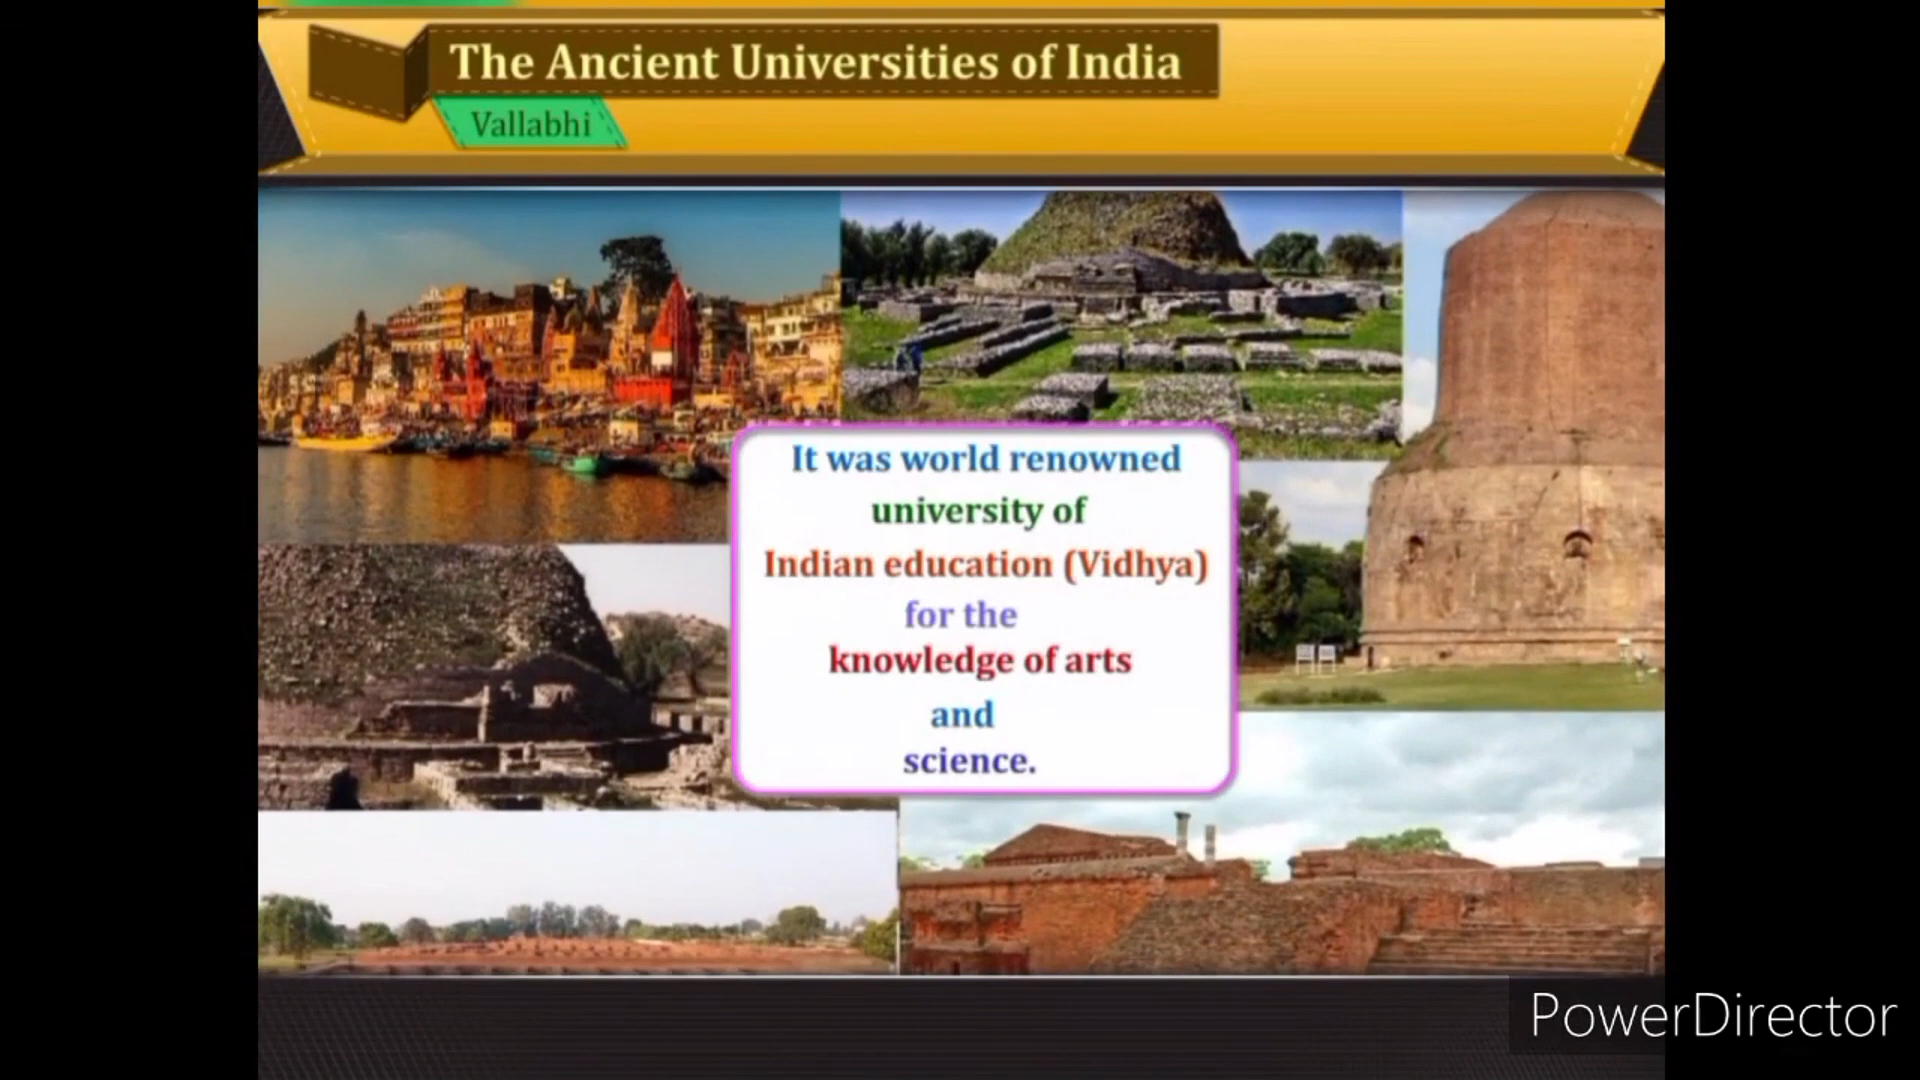 The Ancient Universities of India
Vallabhi
It was world renowned
university of
Indian education (Vidhya)
for the
knowledge of arts
and
science.
PowerDirector